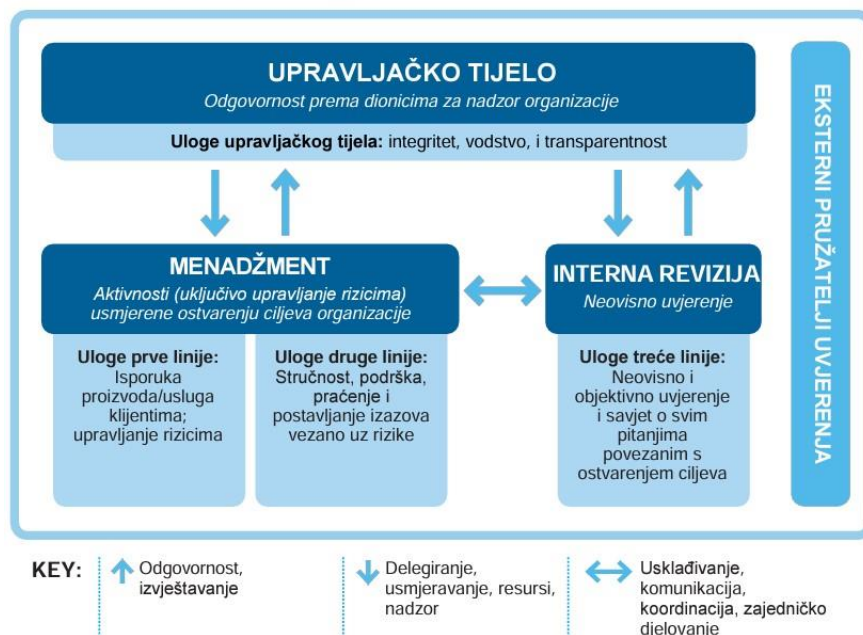 UPRAVLJAČKO TIJELO
Odgovornost prema dionicima za nadzor organizacije
Uloge upravljačkog tijela: integritet, vodstvo, i transparentnost
MENADŽMENT
Aktivnosti (uključivo upravljanje rizicima)
usmjerene ostvarenju ciljeva organizacije
Uloge prve linije:
Isporuka
proizvoda/usluga
klijentima;
upravljanje rizicima
Uloge druge linije:
Stručnost, podrška,
praćenje i
postavljanje izazova
vezano uz rizike
INTERNA REVIZIJA
Neovisno uvjerenje
Uloge treće linije:
Neovisno i
objektivno uvjerenje
i savjet o svim
pitanjima
povezanim s
ostvarenjem ciljeva
EKSTERNI PRUŽATELJI UVJERENJA
KEY:
Odgovornost,
izvještavanje
Delegiranje,
usmjeravanje, resursi,
nadzor
Usklađivanje,
komunikacija,
koordinacija, zajedničko
djelovanje